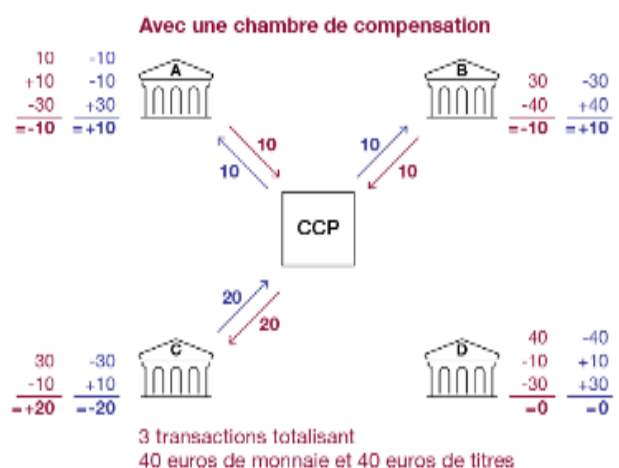 Avec une chambre de compensation
10 -10
+10 -10
-30 +30
=-10 =+10
A
B
30 -30
-40 +40
=-10 =+10
10
10
10
10
CCP
20
20
C
D
30 -30
-10 +10
=+20 =-20
40 -40
-10 +10
-30 +30
=0 =0
3 transactions totalisant
40 euros de monnaie et 40 euros de titres